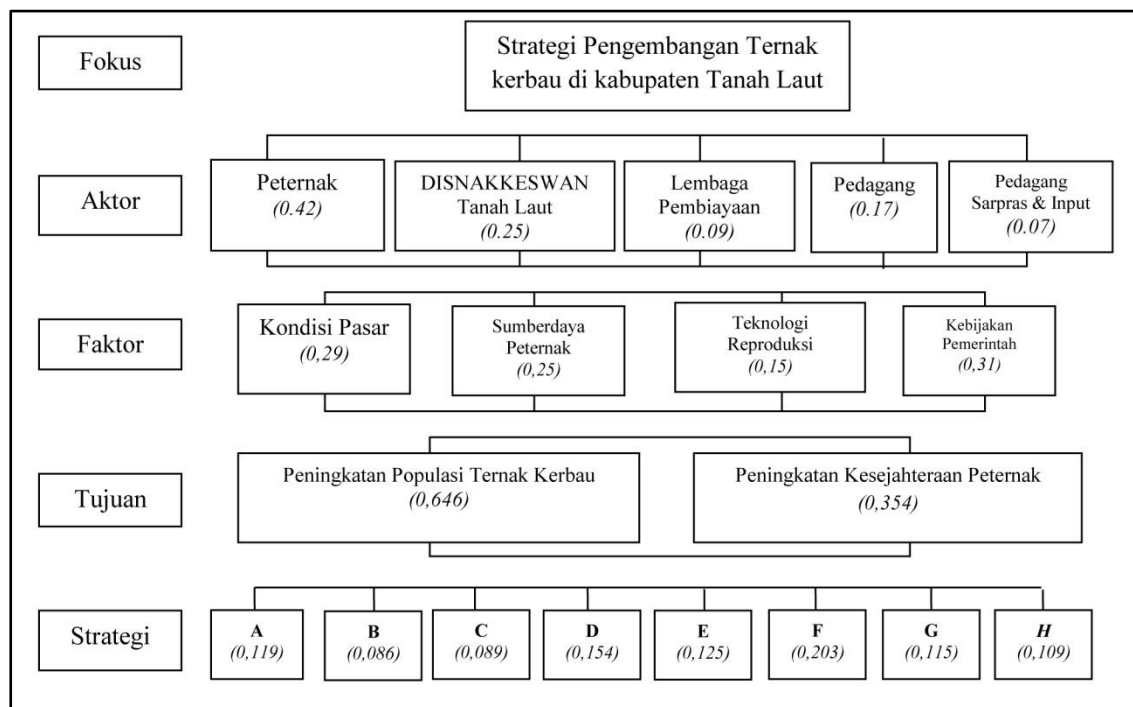 Fokus
Strategi Pengembangan Ternak
kerbau di kabupaten Tanah Laut
Aktor
Peternak
(0.42)
DISNAKKESWAN
Tanah Laut
(0.25)
Lembaga
Pembiayaan
(0.09)
Pedagang
(0.17)
Pedagang
Sarpras & Input
(0.07)
Faktor
Kondisi Pasar
(0,29)
Sumberdaya
Peternak
(0,25)
Teknologi
Reproduksi
(0,15)
Kebijakan
Pemerintah
(0,31)
Tujuan
Peningkatan Populasi Ternak Kerbau
(0,646)
Peningkatan Kesejahteraan Peternak
(0,354)
Strategi
A
(0,119)
B
(0,086)
C
(0,089)
D
(0,154)
E
(0,125)
F
(0,203)
G
(0,115)
H
(0,109)